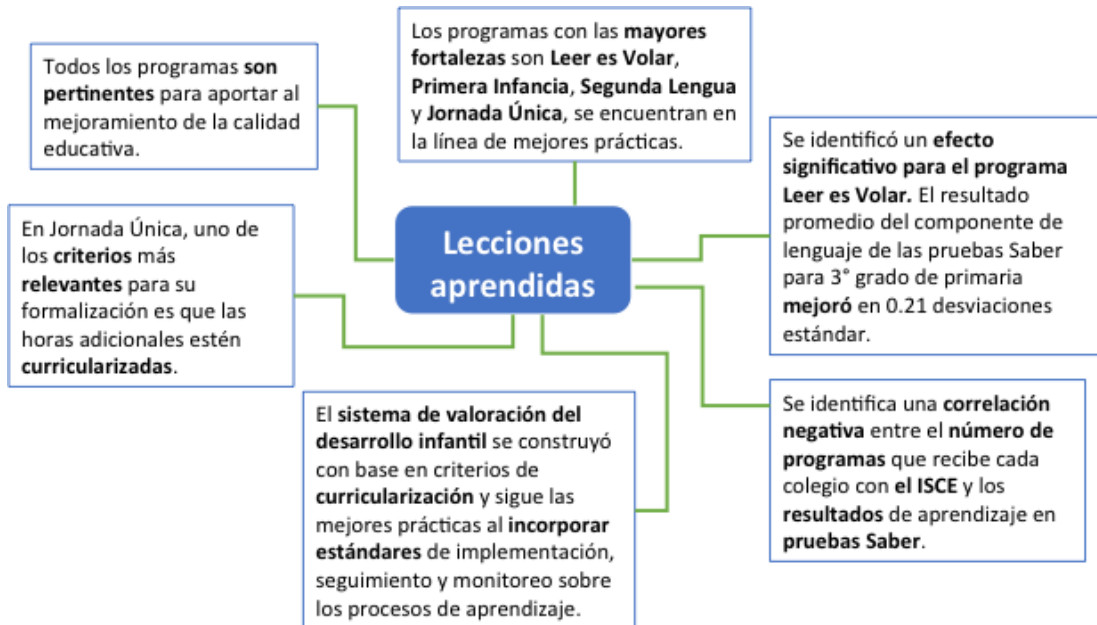 Todos los programas son
pertinentes para aportar al
mejoramiento de la calidad
educativa.
Los programas con las mayores
fortalezas son Leer es Volar,
Primera Infancia, Segunda Lengua
y Jornada Única, se encuentran en
la línea de mejores prácticas.
Se identificó un efecto
significativo para el programa
Leer es Volar. El resultado
promedio del componente de
lenguaje de las pruebas Saber
para 3° grado de primaria
mejoró en 0.21 desviaciones
estándar.
En Jornada Única, uno de
los criterios más
relevantes para su
formalización es que las
horas adicionales estén
curricularizadas.
Lecciones
aprendidas
El sistema de valoración del
desarrollo infantil se construyó
con base en criterios de
curricularización y sigue las
mejores prácticas al incorporar
estándares de implementación,
seguimiento y monitoreo sobre
los procesos de aprendizaje.
Se identifica una correlación
negativa entre el número de
programas que recibe cada
colegio con el ISCE y los
resultados de aprendizaje en
pruebas Saber.